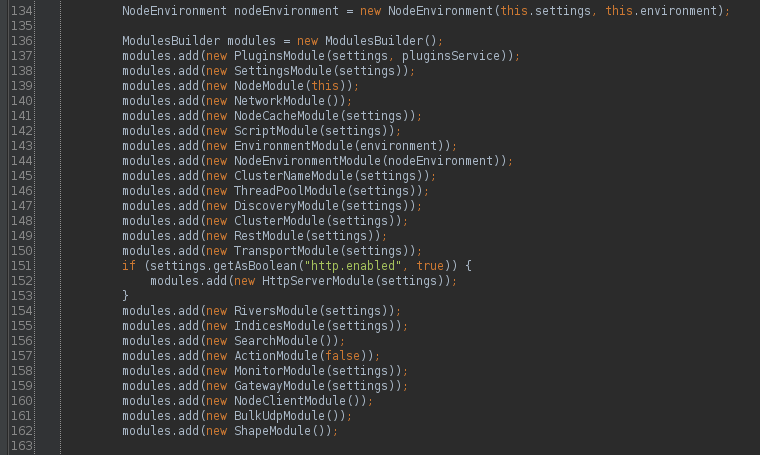 134 NodeEnvironment nodeEnvironment = new NodeEnvironment(this.settings, this.environment);
135
136 ModulesBuilder modules = new ModulesBuilder();
137 modules.add(new PluginsModule(settings, pluginsService));
138 modules.add(new SettingsModule(settings));
139 modules.add(new NodeModule(this));
140 modules.add(new NetworkModule());
141 modules.add(new NodeCacheModule(settings));
142 modules.add(new ScriptModule(settings));
143 modules.add(new EnvironmentModule(environment));
144 modules.add(new NodeEnvironmentModule(nodeEnvironment));
145 modules.add(new ClusterNameModule(settings));
146 modules.add(new ThreadPoolModule(settings));
147 modules.add(new DiscoveryModule(settings));
148 modules.add(new ClusterModule(settings));
149 modules.add(new RestModule(settings));
150 modules.add(new TransportModule(settings));
151 if (settings.getAsBoolean("http.enabled", true)) {
152 modules.add(new HttpServerModule(settings));
153 }
154 modules.add(new RiversModule(settings));
155 modules.add(new IndicesModule(settings));
156 modules.add(new SearchModule());
157 modules.add(new ActionModule(false));
158 modules.add(new MonitorModule(settings));
159 modules.add(new GatewayModule(settings));
160 modules.add(new NodeClientModule());
161 modules.add(new BulkUdpModule());
162 modules.add(new ShapeModule());
163